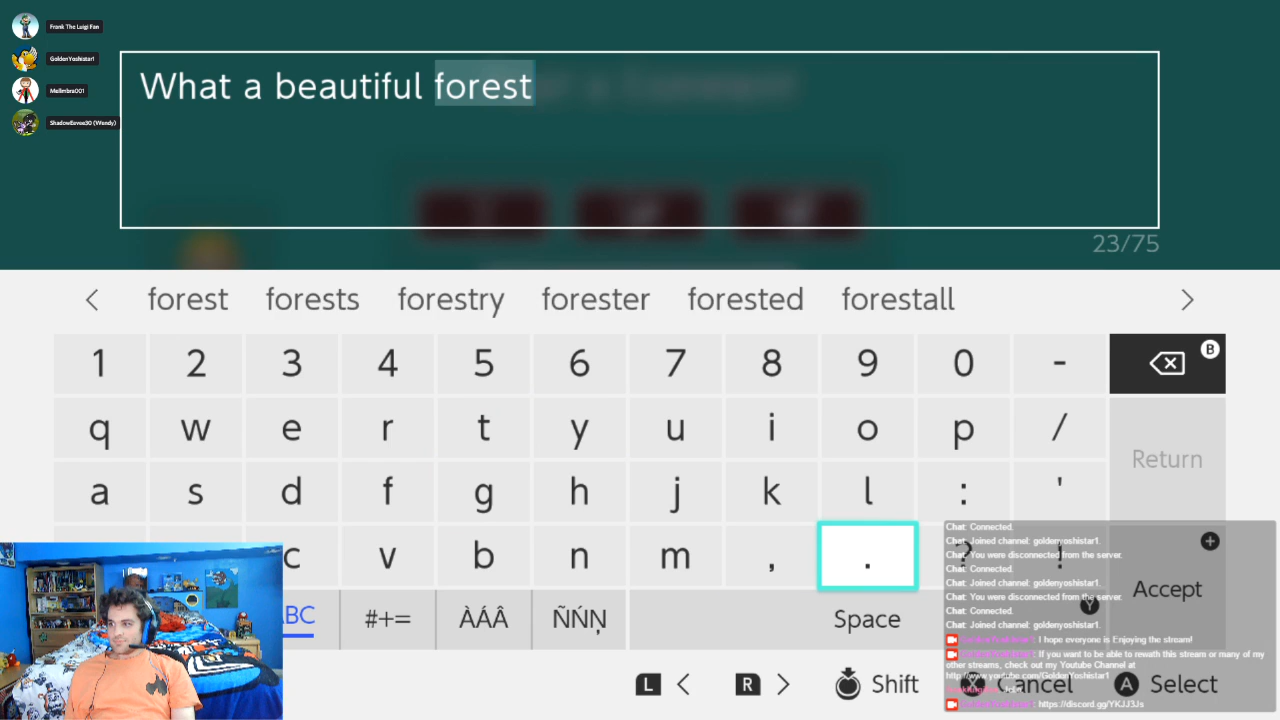 Frank The Luigi Fan
GoldenYoshistar1
Melimbra001
ShadowEevee30 (Wendy)
What a beautiful forest
23/75
forest forests forestry forester forested forestall
1 2 3 4 5 6 7 8 9 0 - B
q w e r t y u i o p /
Return
a s d f g h j k l : '
c v b n m , . ? !
Accept
ABC #+= ÀÁÂ ÑŃŅ Space Y
L R Shift X Cancel A Select
Chat: Connected.
Chat: Joined channel: goldenyoshistar1.
Chat: You were disconnected from the server.
Chat: Connected.
Chat: Joined channel: goldenyoshistar1.
Chat: You were disconnected from the server.
Chat: Connected.
Chat: Joined channel: goldenyoshistar1.
I hope everyone is Enjoying the stream!
If you want to be able to rewath this stream or many of my
other streams, check out my Youtube Channel at
http://www.youtube.com/GoldenYoshistar1
https://discord.gg/YKJJ3Js